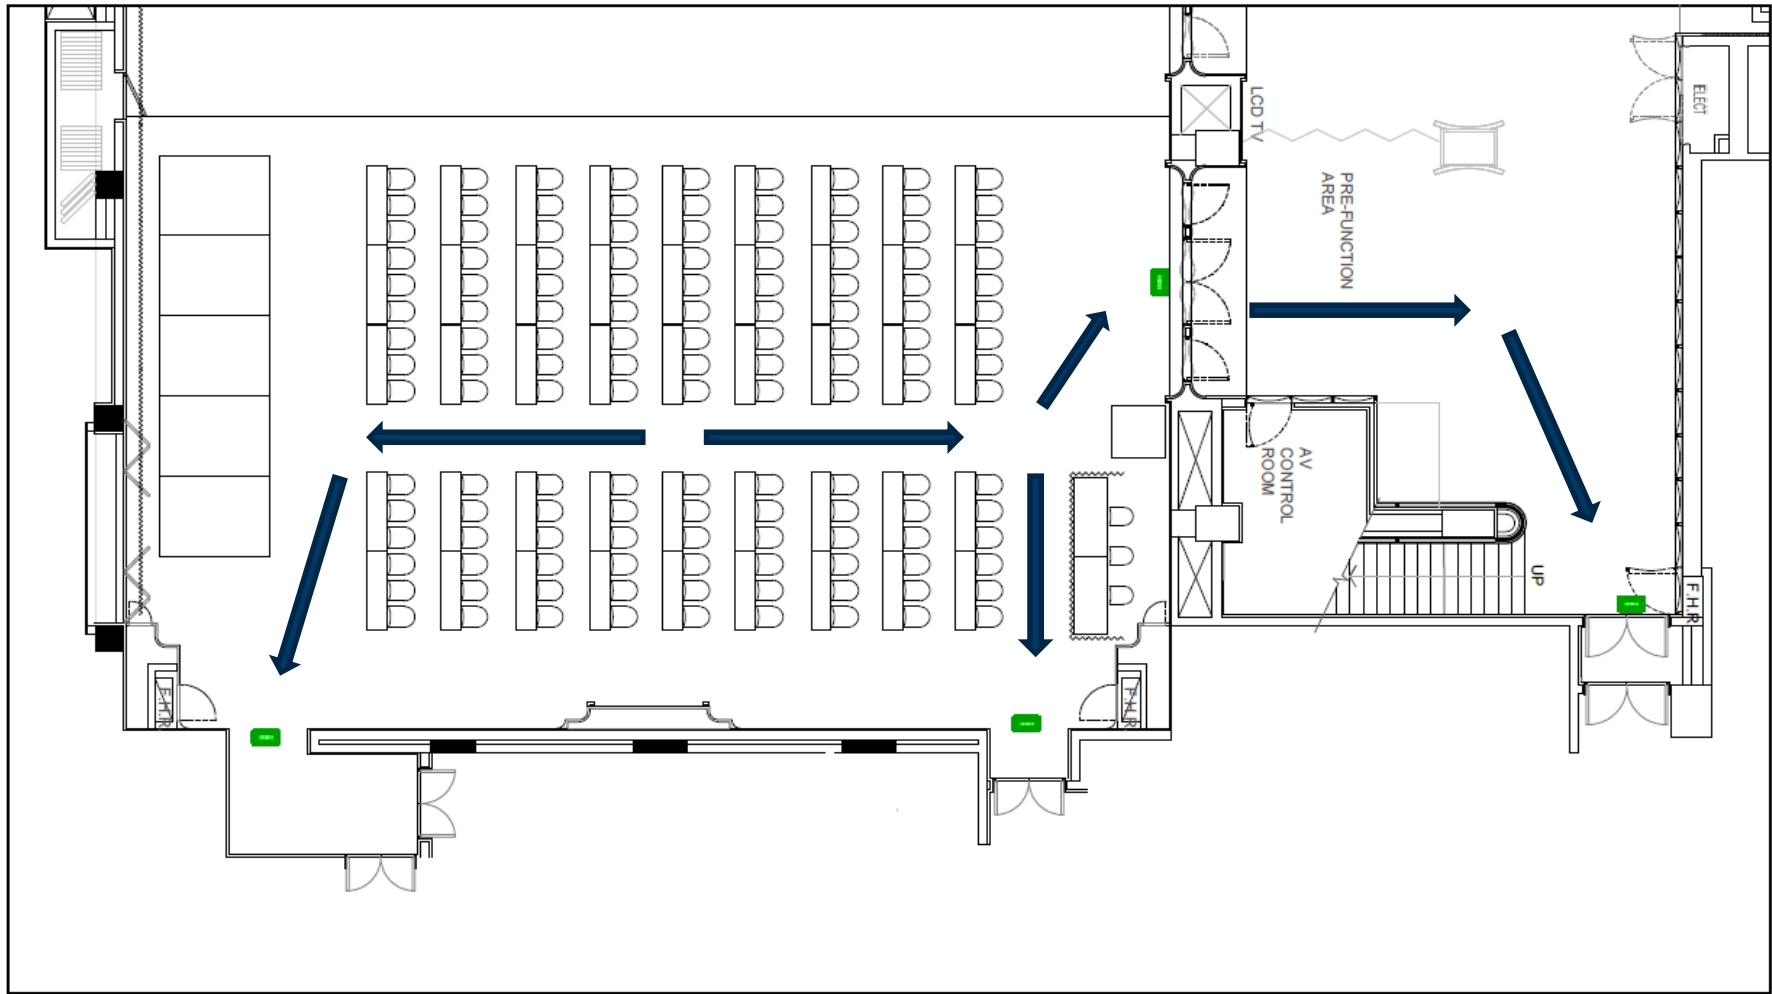 LCD TV
ELECT
PRE-FUNCTION
AREA
AV
CONTROL
ROOM
UP
F.H.R
F.H.R
F.H.R